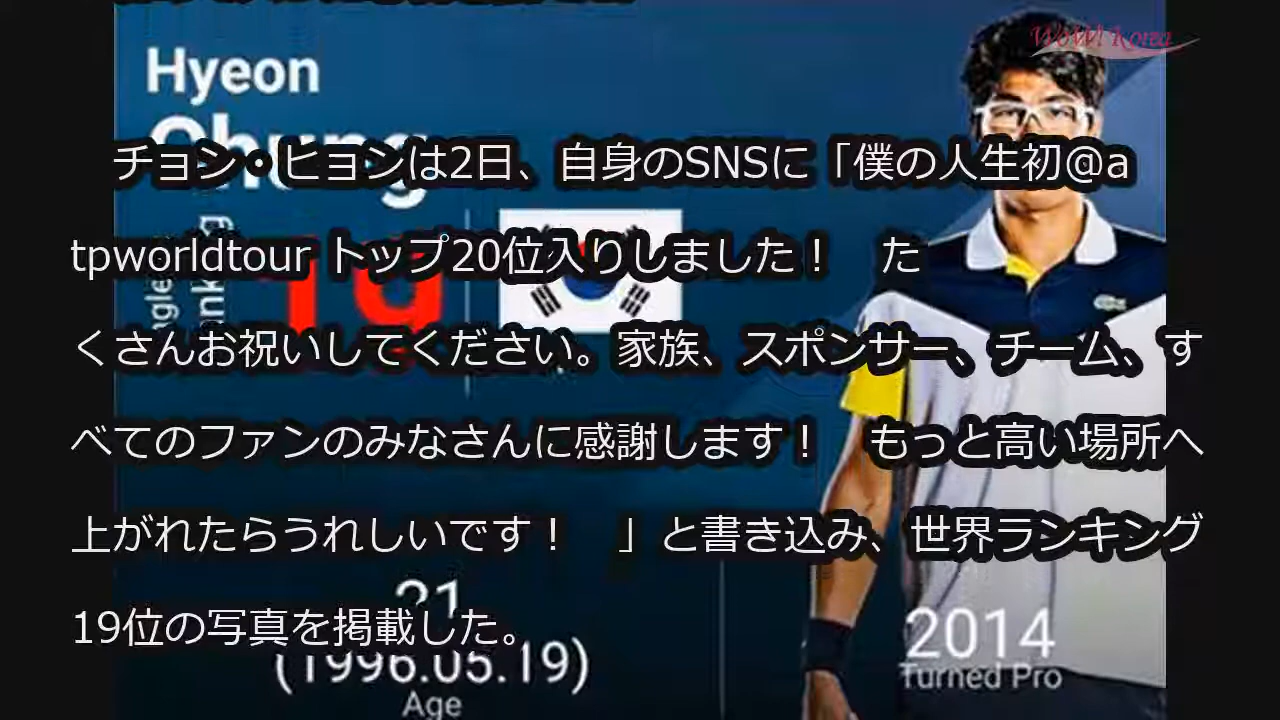 WoW! Korea
Hyeon
Chung
チョン・ヒョンは2日、自身のSNSに「僕の人生初@a
tpworldtour トップ20位入りしました！　た
くさんお祝いしてください。家族、スポンサー、チーム、す
べてのファンのみなさんに感謝します！　もっと高い場所へ
上がれたらうれしいです！　」と書き込み、世界ランキング
19位の写真を掲載した。
19
21
(1996.05.19)
Age
2014
Turned Pro